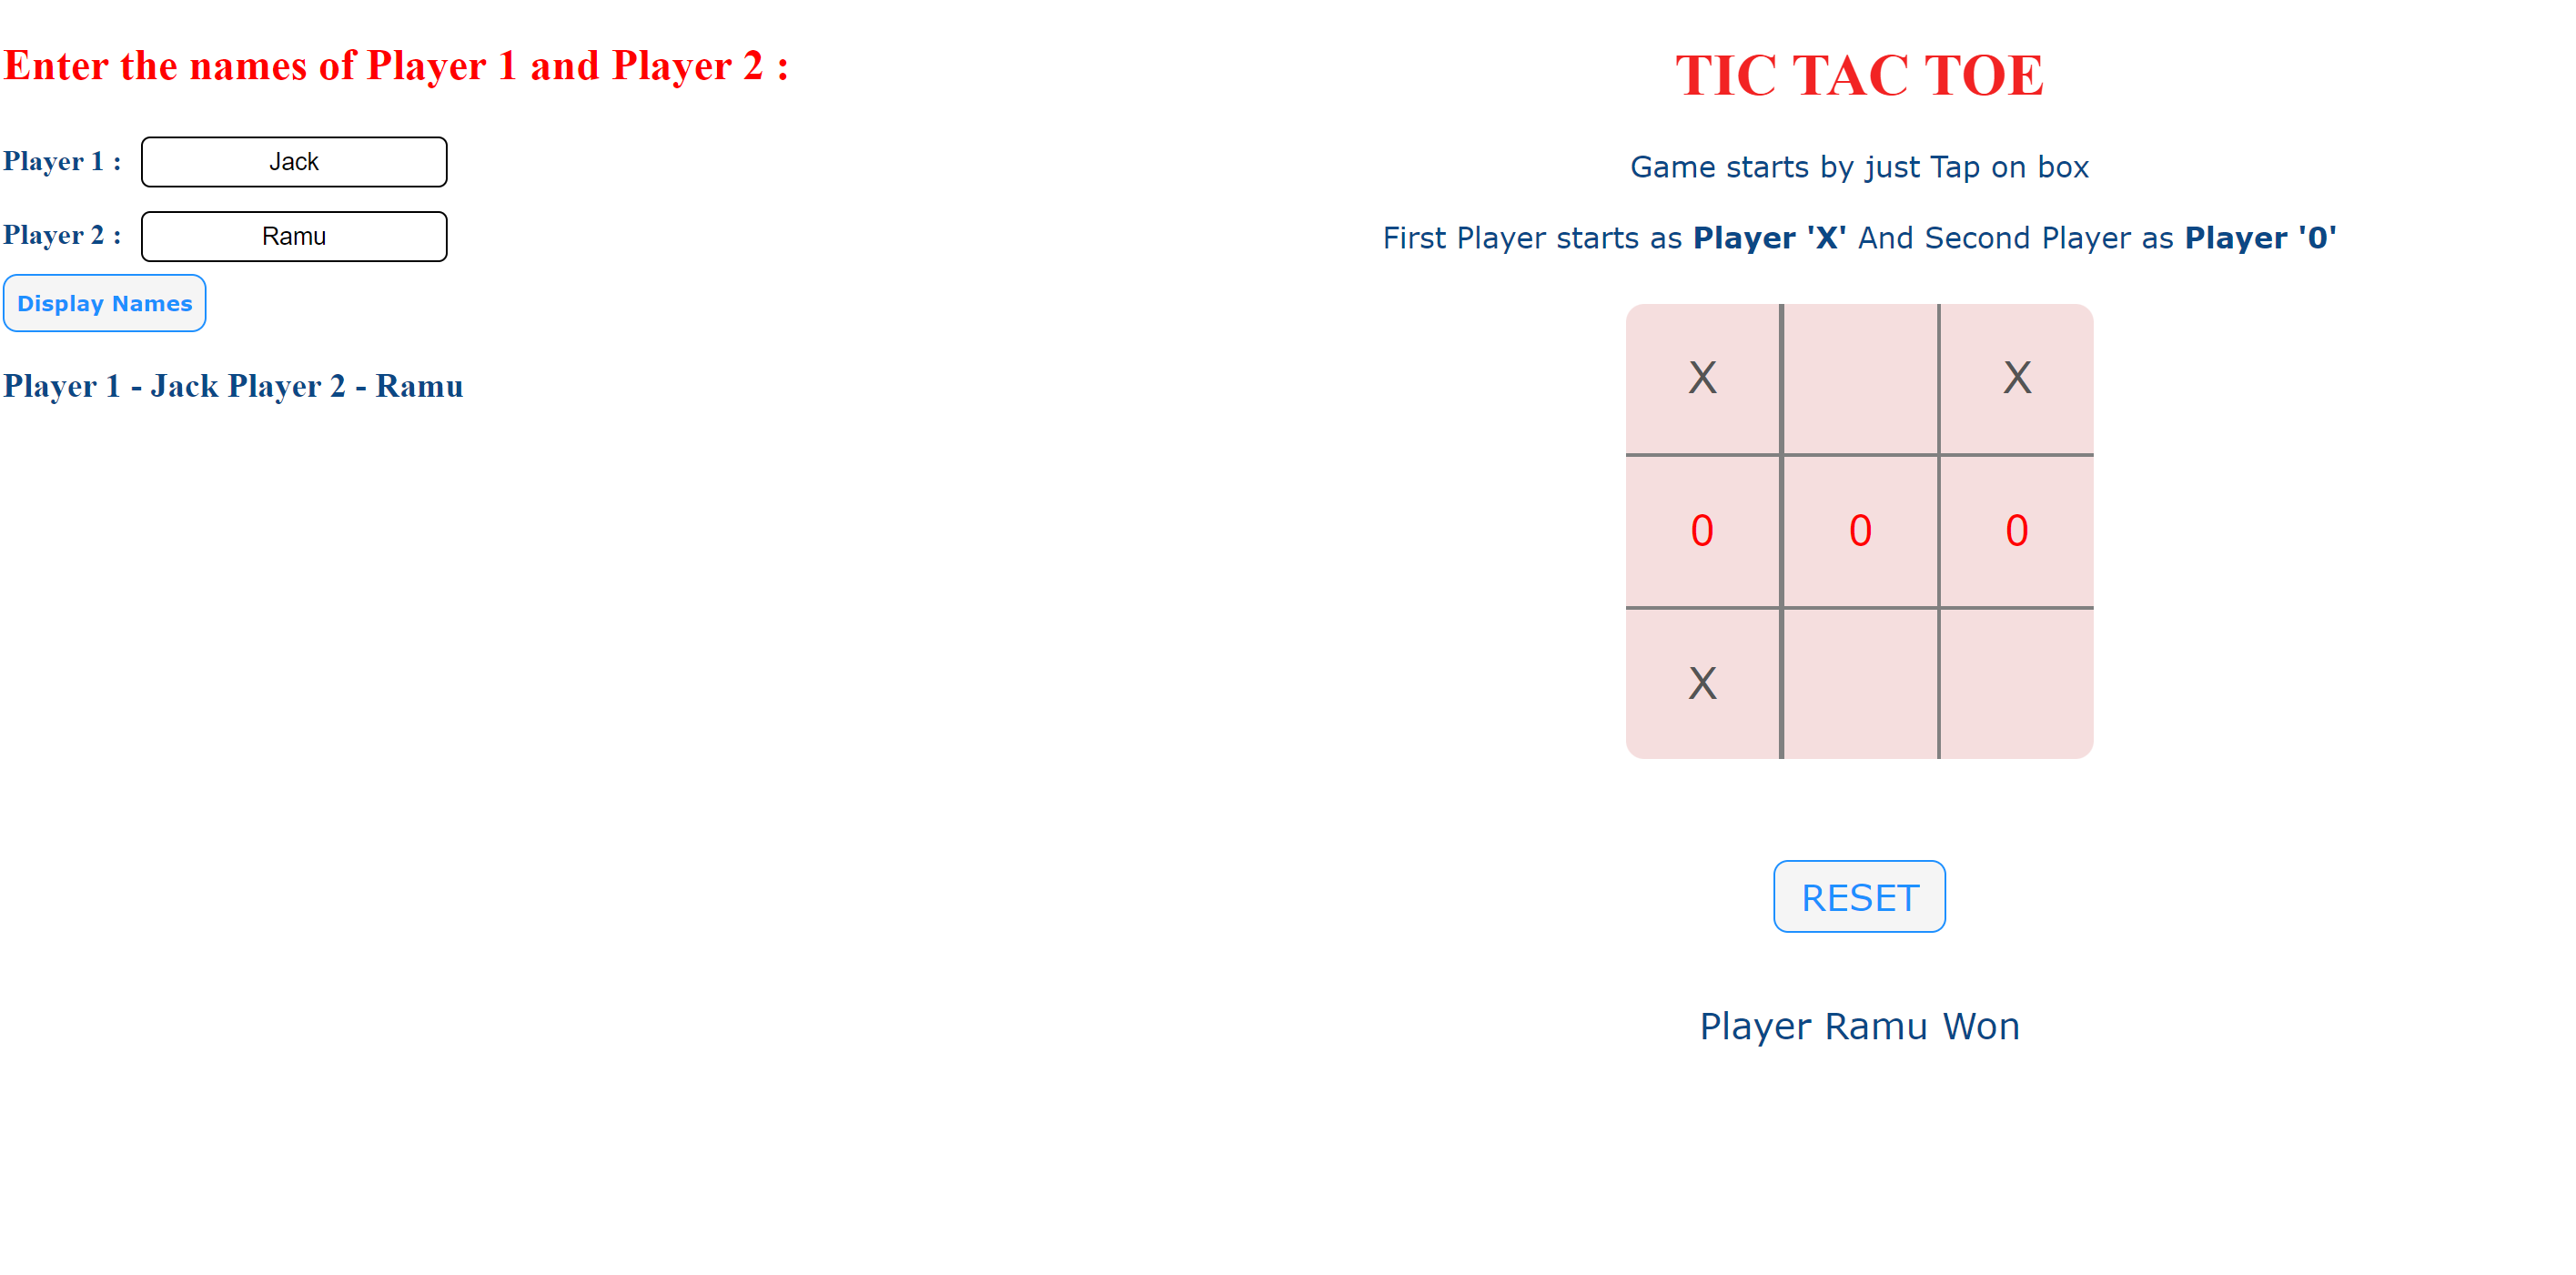 Enter the names of Player 1 and Player 2 :
Player 1 : Jack
Player 2 : Ramu
Display Names
Player 1 - Jack Player 2 - Ramu
TIC TAC TOE
Game starts by just Tap on box
First Player starts as Player 'X' And Second Player as Player '0'
X X
0 0 0
X
RESET
Player Ramu Won